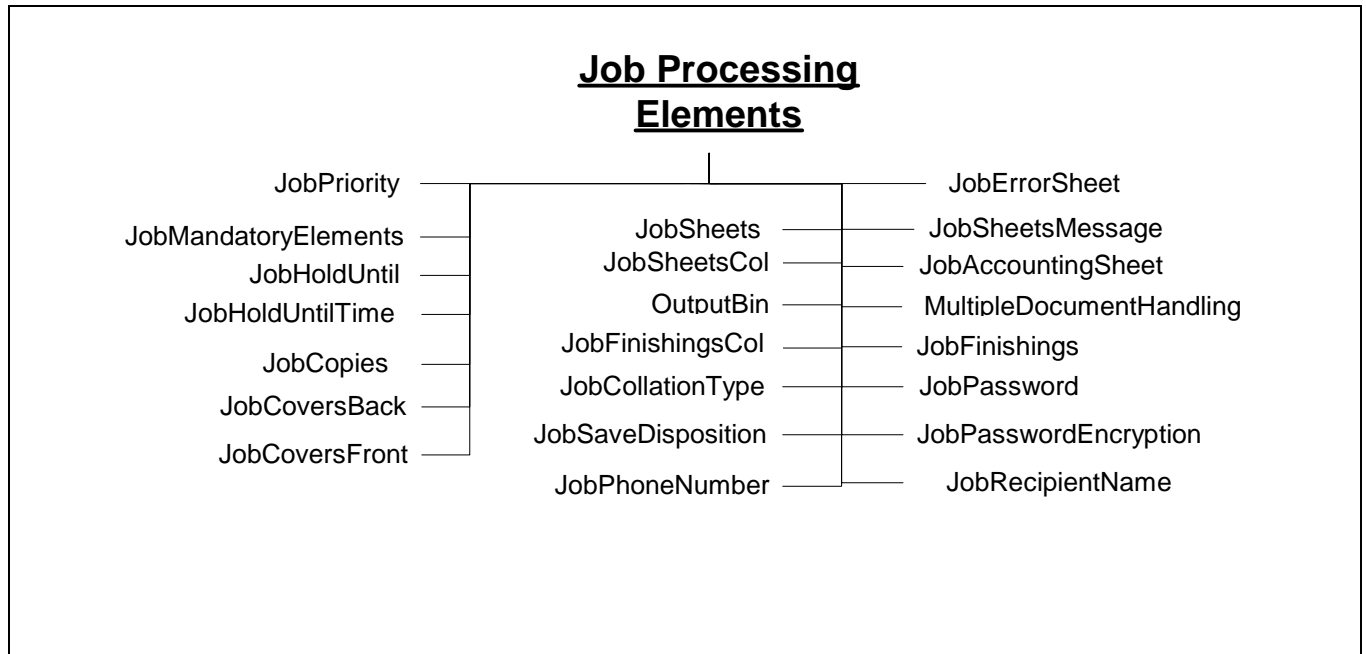 Job Processing
Elements
JobPriority
JobMandatoryElements
JobHoldUntil
JobHoldUntilTime
JobCopies
JobCoversBack
JobCoversFront
JobSheets
JobSheetsCol
OutputBin
JobFinishingsCol
JobCollationType
JobSaveDisposition
JobPhoneNumber
JobErrorSheet
JobSheetsMessage
JobAccountingSheet
MultipleDocumentHandling
JobFinishings
JobPassword
JobPasswordEncryption
JobRecipientName